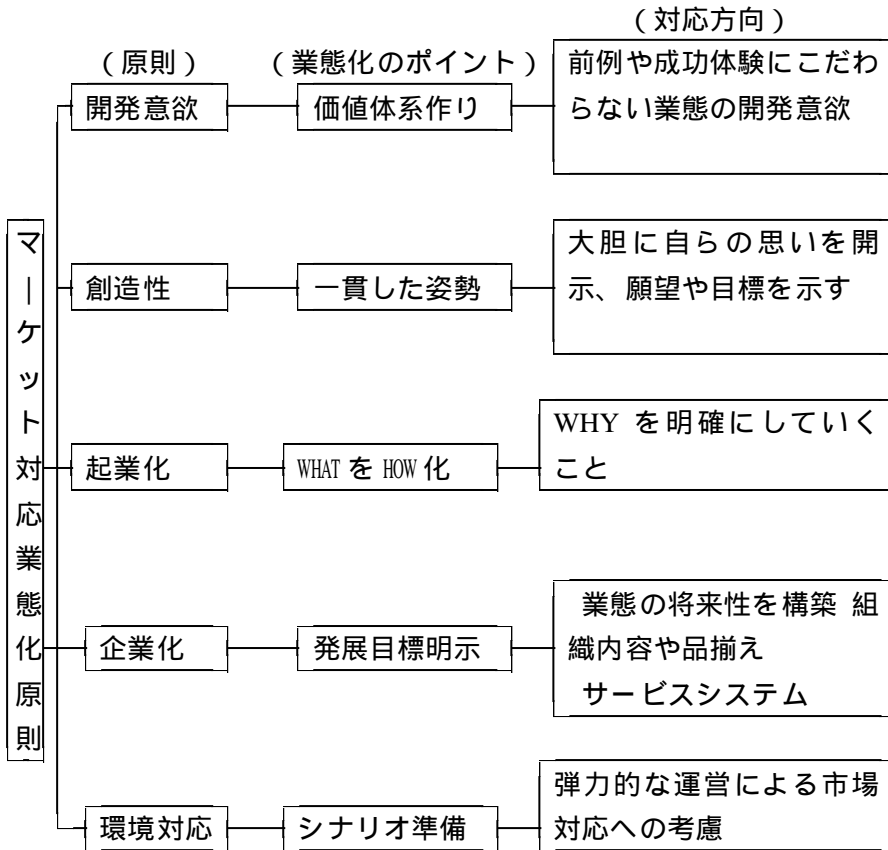 （対応方向）
（原則）
（業態化のポイント）
マーケット対応業態化原則
開発意欲
価値体系作り
前例や成功体験にこだわ
らない業態の開発意欲
創造性
一貫した姿勢
大胆に自らの思いを開
示、願望や目標を示す
起業化
WHAT を HOW 化
WHY を明確にしていく
こと
企業化
発展目標明示
業態の将来性を構築 組
織内容や品揃え
サービスシステム
環境対応
シナリオ準備
弾力的な運営による市場
対応への考慮